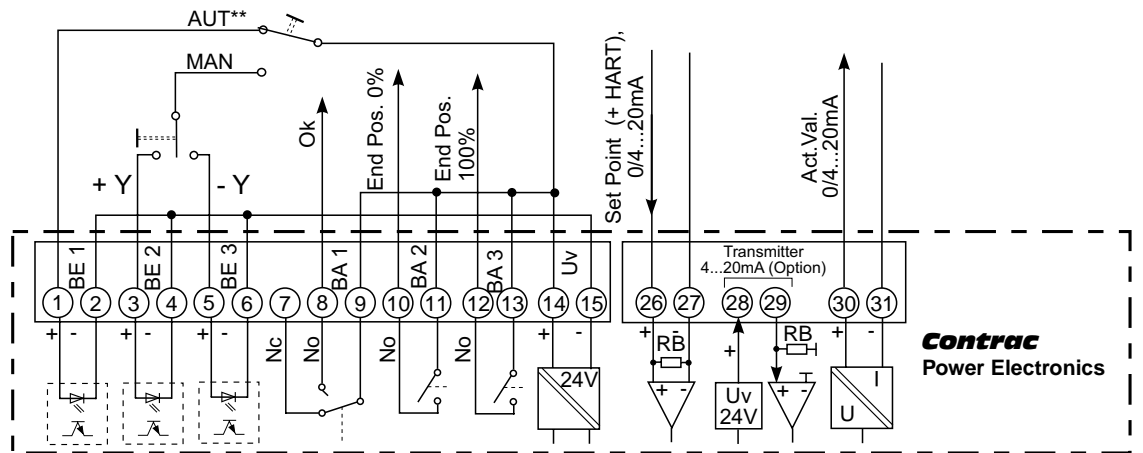 AUT**
MAN
+ Y
- Y
Ok
End Pos. 0%
End Pos.
100%
Set Point (+ HART),
0/4...20mA
Act.Val.
0/4...20mA
BE 1
BE 2
BE 3
BA 1
BA 2
BA 3
Uv
Transmitter
4...20mA (Option)
1 2 3 4 5 6 7 8 9 10 11 12 13 14 15
26 27 28 29 30 31
+ - + - + - Nc No No No + -
+ - + + -
RB
RB
24V
+ -
Uv
24V
+ -
I
U
Contrac
Power Electronics